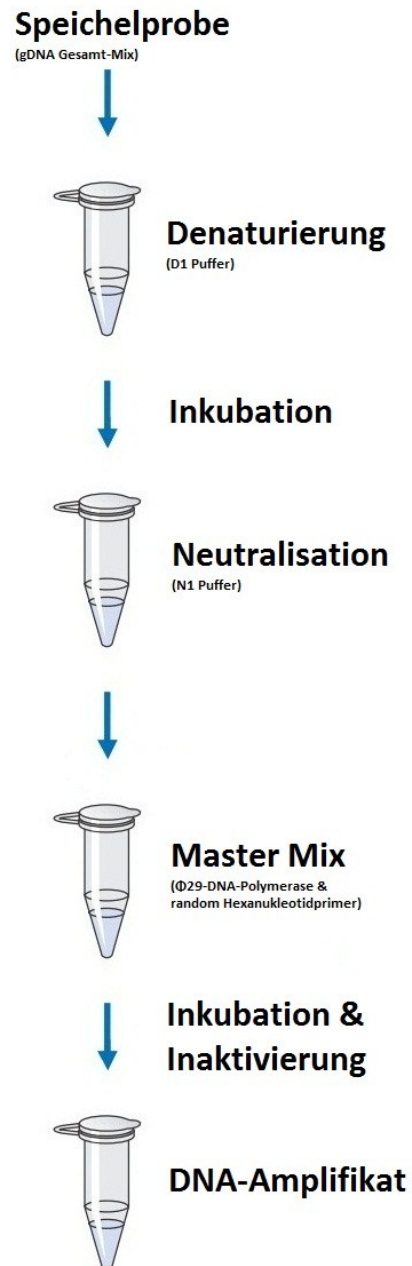 Speichelprobe
(gDNA Gesamt-Mix)
Denaturierung
(D1 Puffer)
Inkubation
Neutralisation
(N1 Puffer)
Master Mix
(Φ29-DNA-Polymerase &
random Hexanukleotidprimer)
Inkubation &
Inaktivierung
DNA-Amplifikat